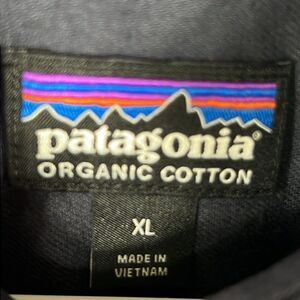 patagonia®
ORGANIC COTTON
XL
MADE IN
VIETNAM